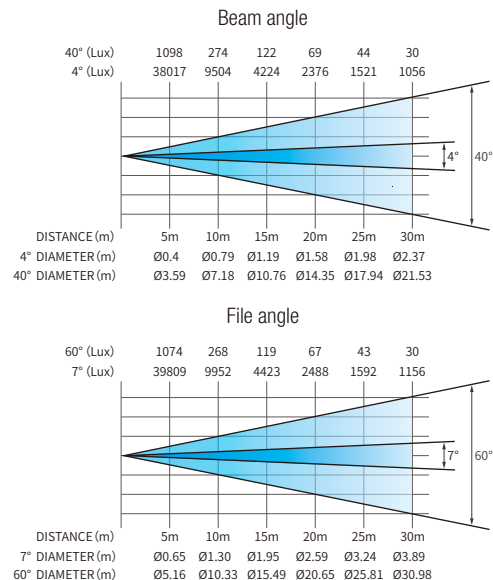 Beam angle
40° (Lux) 1098 274 122 69 44 30
4° (Lux) 38017 9504 4224 2376 1521 1056
4° 40°
DISTANCE (m) 5m 10m 15m 20m 25m 30m
4° DIAMETER (m) Ø0.4 Ø0.79 Ø1.19 Ø1.58 Ø1.98 Ø2.37
40° DIAMETER (m) Ø3.59 Ø7.18 Ø10.76 Ø14.35 Ø17.94 Ø21.53
File angle
60° (Lux) 1074 268 119 67 43 30
7° (Lux) 39809 9952 4423 2488 1592 1156
7° 60°
DISTANCE (m) 5m 10m 15m 20m 25m 30m
7° DIAMETER (m) Ø0.65 Ø1.30 Ø1.95 Ø2.59 Ø3.24 Ø3.89
60° DIAMETER (m) Ø5.16 Ø10.33 Ø15.49 Ø20.65 Ø25.81 Ø30.98